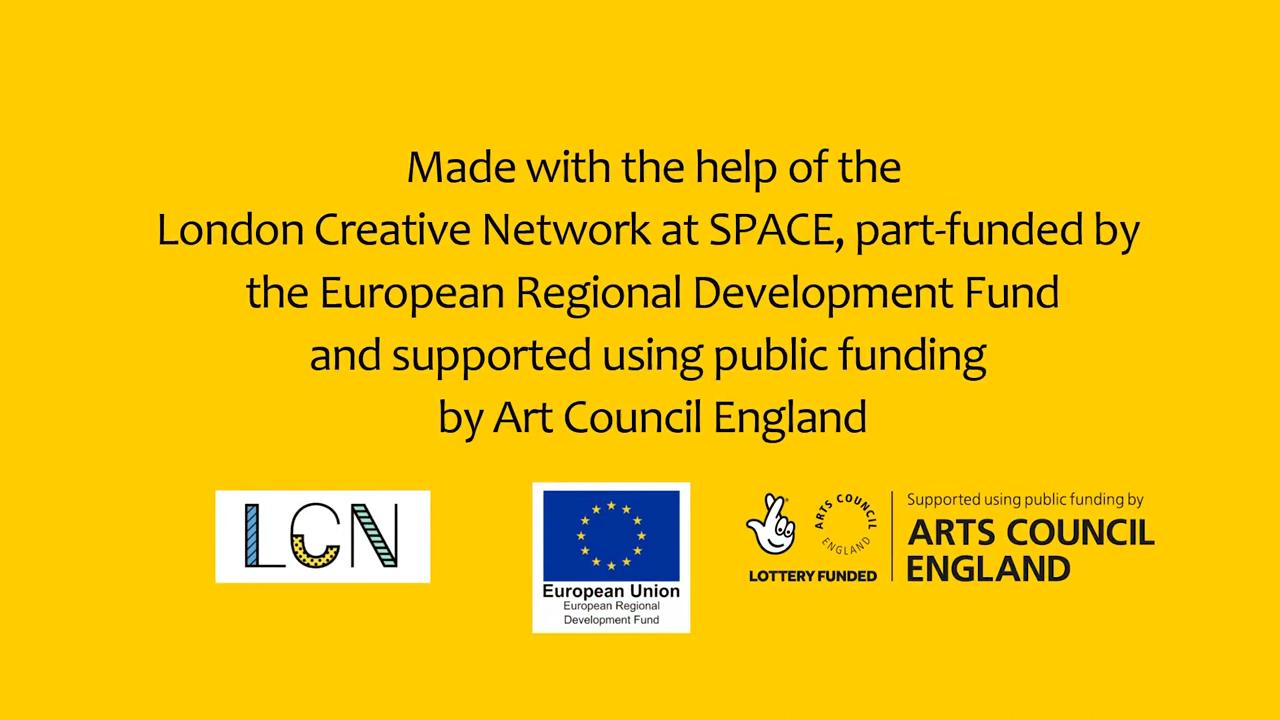 Made with the help of the
London Creative Network at SPACE, part-funded by
the European Regional Development Fund
and supported using public funding
by Art Council England
LCN
European Union
European Regional
Development Fund
ARTS COUNCIL
ENGLAND
LOTTERY FUNDED
Supported using public funding by
ARTS COUNCIL
ENGLAND